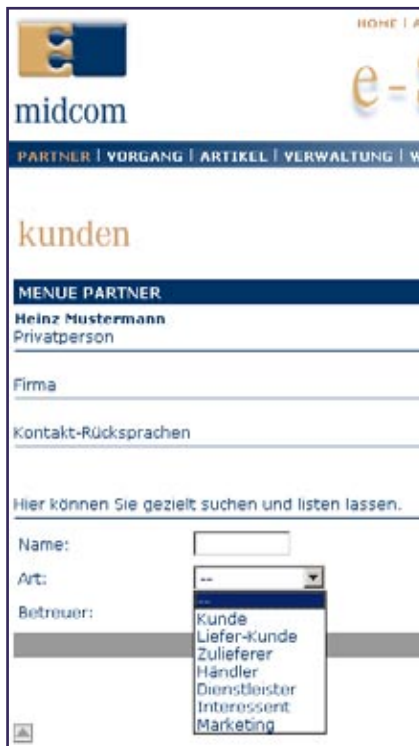 HOME |
midcom
e-
PARTNER | VORGANG | ARTIKEL | VERWALTUNG | W
kunden
MENUE PARTNER
Heinz Mustermann
Privatperson
Firma
Kontakt-Rücksprachen
Hier können Sie gezielt suchen und listen lassen.
Name:
Art: --
Betreuer:
--
Kunde
Liefer-Kunde
Zulieferer
Händler
Dienstleister
Interessent
Marketing